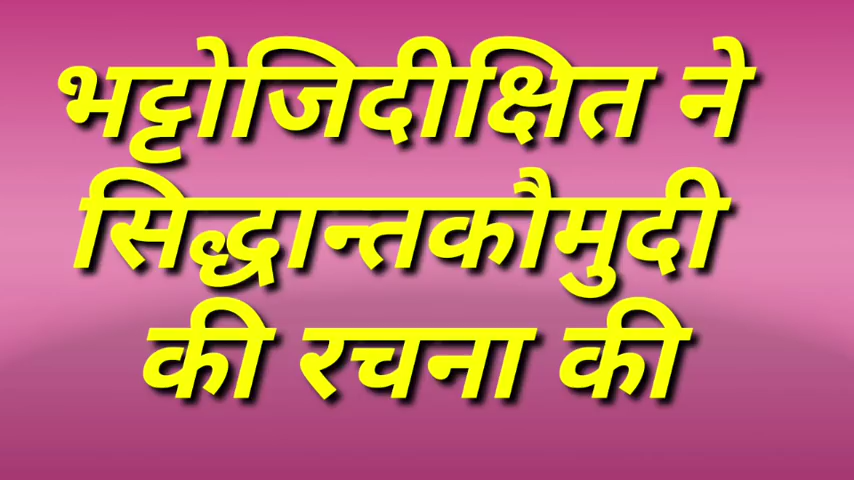 भट्टोजिदीक्षित ने
सिद्धान्तकौमुदी
की रचना की